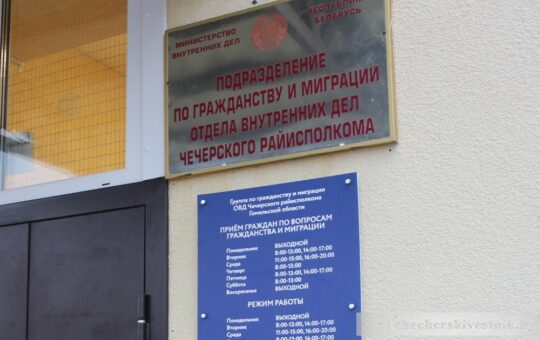 МИНИСТЕРСТВО
ВНУТРЕННИХ ДЕЛ
РЕСПУБЛИКИ
БЕЛАРУСЬ
ПОДРАЗДЕЛЕНИЕ
ПО ГРАЖДАНСТВУ И МИГРАЦИИ
ОТДЕЛА ВНУТРЕННИХ ДЕЛ
ЧЕЧЕРСКОГО РАЙИСПОЛКОМА
Группа по гражданству и миграции
ОВД Чечерского райисполкома
Гомельской области
ПРИЁМ ГРАЖДАН ПО ВОПРОСАМ
ГРАЖДАНСТВА И МИГРАЦИИ
Понедельник ВЫХОДНОЙ
Вторник 8:00-13:00, 14:00-17:00
Среда 11:00-15:00, 16:00-20:00
Четверг 8:00-13:00
Пятница 8:00-13:00, 14:00-17:00
Суббота 8:00-13:00
Воскресенье ВЫХОДНОЙ
РЕЖИМ РАБОТЫ
Понедельник ВЫХОДНОЙ
Вторник 8:00-13:00, 14:00-17:00
Среда 11:00-15:00, 16:00-20:00